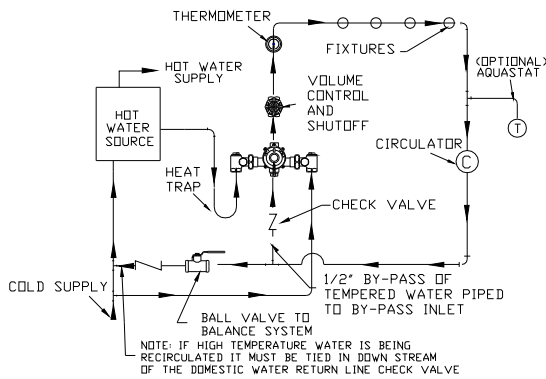 THERMOMETER
FIXTURES
HOT WATER
SUPPLY
(OPTIONAL)
AQUASTAT
VOLUME
CONTROL
AND
SHUTOFF
HOT
WATER
SOURCE
T
CIRCULATOR
C
HEAT
TRAP
CHECK VALVE
COLD SUPPLY
1/2" BY-PASS OF
TEMPERED WATER PIPED
TO BY-PASS INLET
BALL VALVE TO
BALANCE SYSTEM
NOTE: IF HIGH TEMPERATURE WATER IS BEING
RECIRCULATED IT MUST BE TIED IN DOWN STREAM
OF THE DOMESTIC WATER RETURN LINE CHECK VALVE